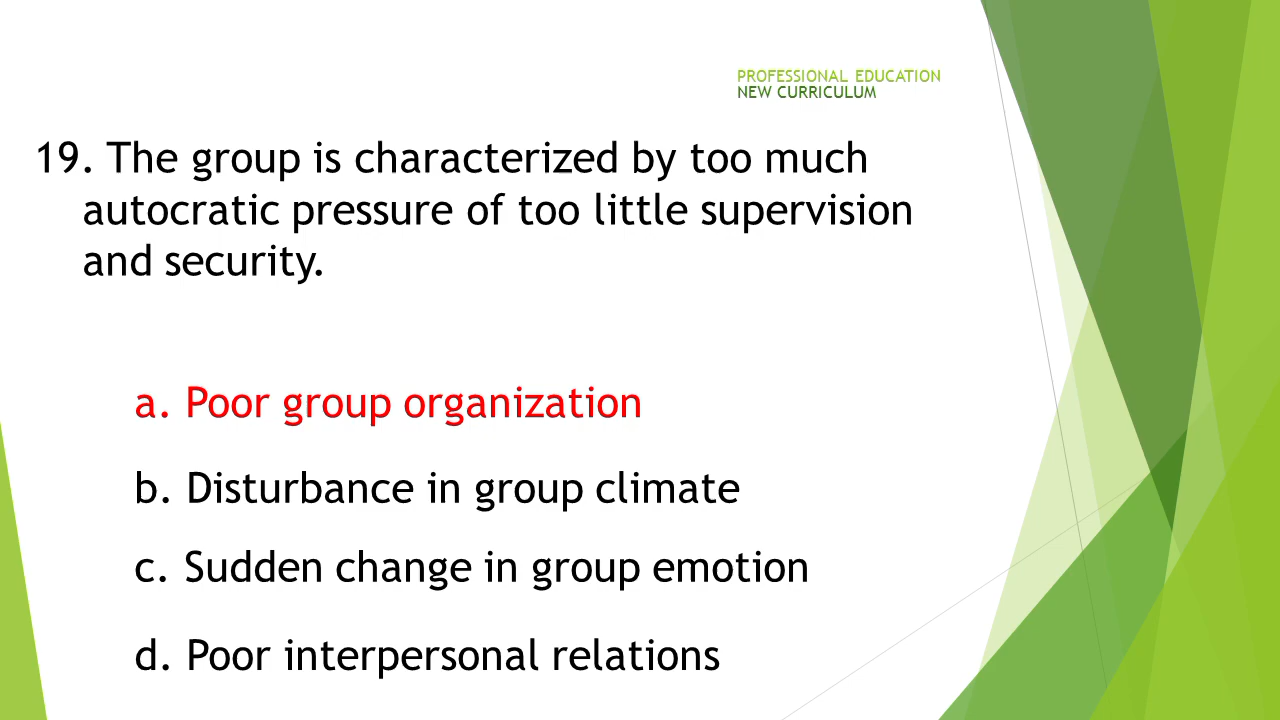 PROFESSIONAL EDUCATION
NEW CURRICULUM
19. The group is characterized by too much
autocratic pressure of too little supervision
and security.
a. Poor group organization
b. Disturbance in group climate
c. Sudden change in group emotion
d. Poor interpersonal relations